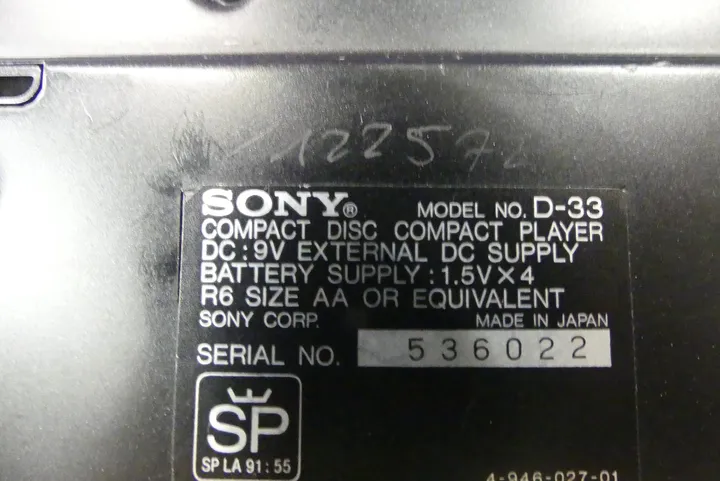 122572
SONY® MODEL NO. D-33
COMPACT DISC COMPACT PLAYER
DC:9V EXTERNAL DC SUPPLY
BATTERY SUPPLY:1.5V×4
R6 SIZE AA OR EQUIVALENT
SONY CORP. MADE IN JAPAN
SERIAL NO. 536022
SP
SP LA 91:55
4-946-027-01